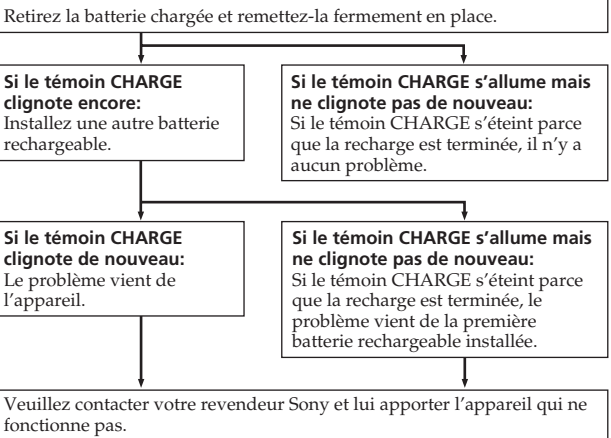 Retirez la batterie chargée et remettez-la fermement en place.
Si le témoin CHARGE
clignote encore:
Installez une autre batterie
rechargeable.
Si le témoin CHARGE s'allume mais
ne clignote pas de nouveau:
Si le témoin CHARGE s'éteint parce
que la recharge est terminée, il n'y a
aucun problème.
Si le témoin CHARGE
clignote de nouveau:
Le problème vient de
l'appareil.
Si le témoin CHARGE s'allume mais
ne clignote pas de nouveau:
Si le témoin CHARGE s'éteint parce
que la recharge est terminée, le
problème vient de la première
batterie rechargeable installée.
Veuillez contacter votre revendeur Sony et lui apporter l'appareil qui ne
fonctionne pas.